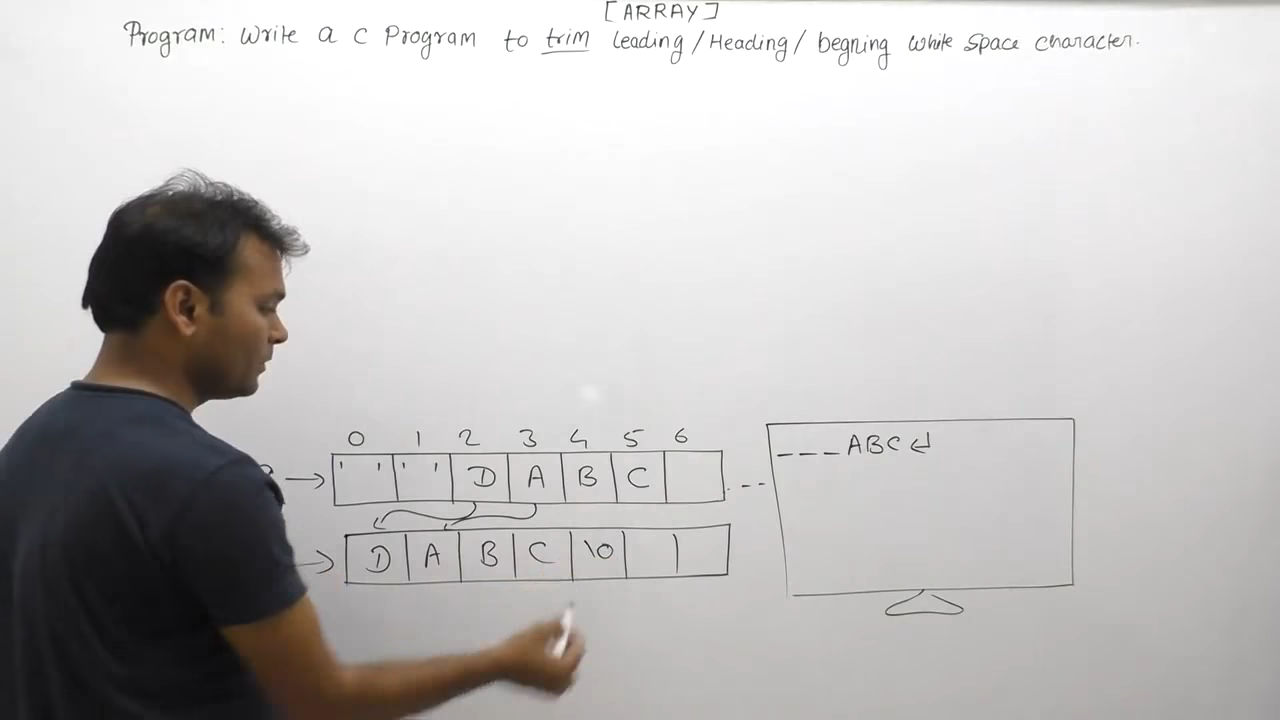 [ARRAY]
Program: Write a C Program to trim leading/Heading/begning white space character.
0 1 2 3 4 5 6
' ' ' ' D A B C
D A B C \0
_ _ _ ABC ↵